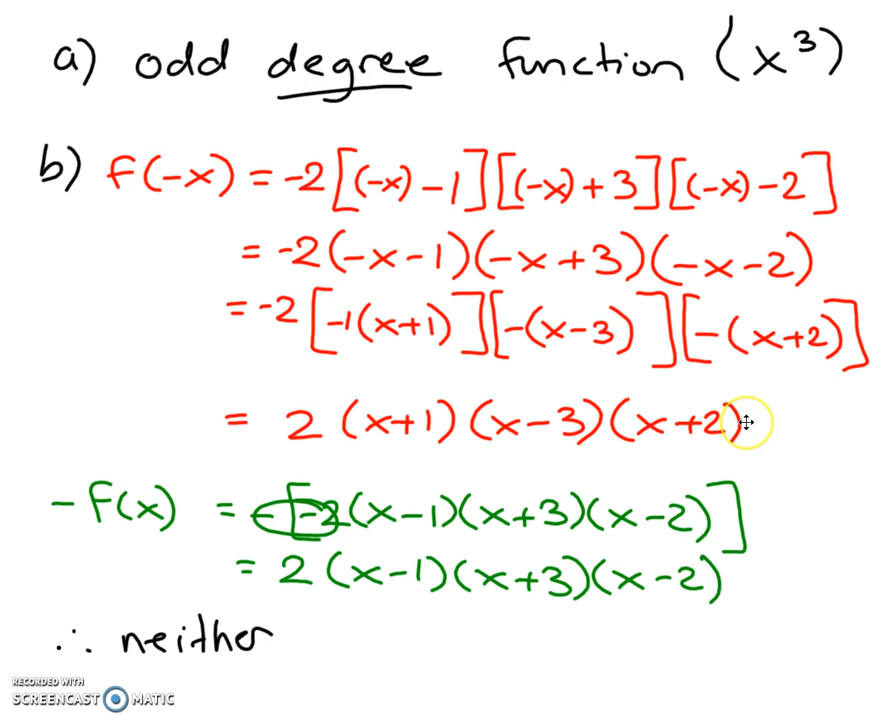 a) odd degree function (x³)
b) f(-x) = -2[(-x)-1][(-x)+3][(-x)-2]
= -2(-x-1)(-x+3)(-x-2)
= -2[-1(x+1)][-(x-3)][-(x+2)]
= 2(x+1)(x-3)(x+2)
-f(x) = -[-2(x-1)(x+3)(x-2)]
= 2(x-1)(x+3)(x-2)
∴ neither
RECORDED WITH
SCREENCAST MATIC